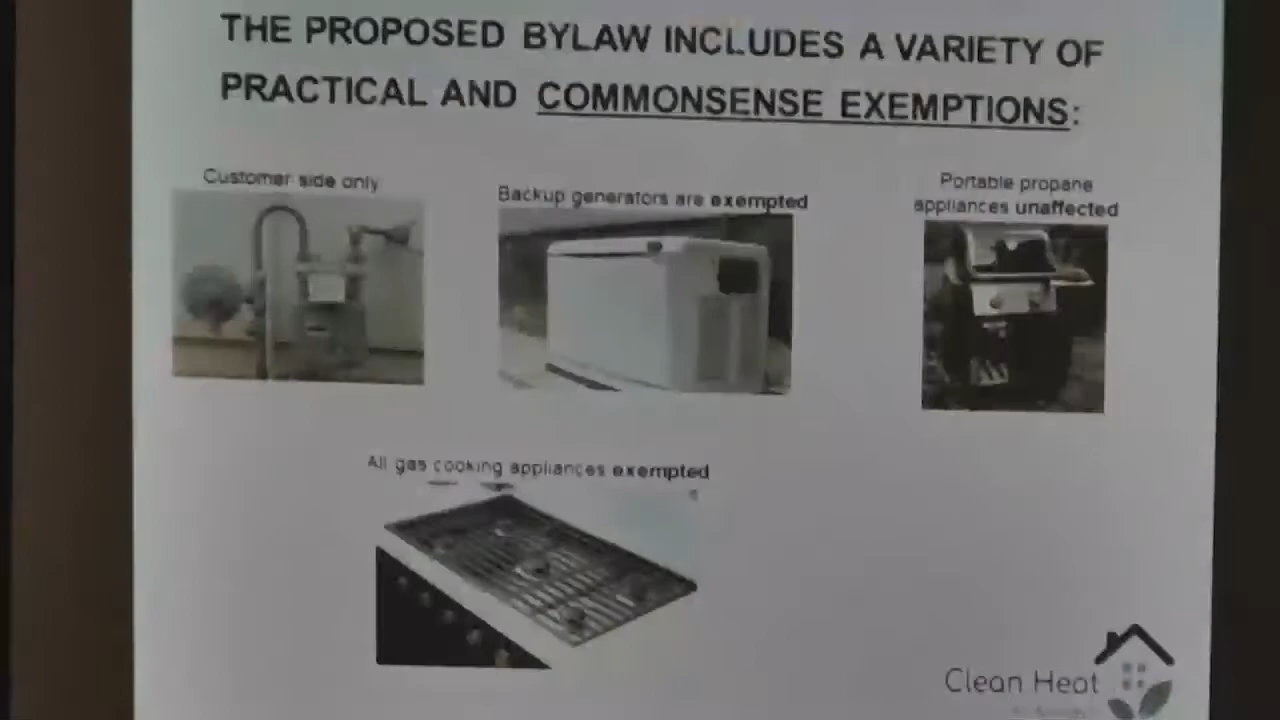 THE PROPOSED BYLAW INCLUDES A VARIETY OF
PRACTICAL AND COMMONSENSE EXEMPTIONS:
Customer side only
Backup generators are exempted
Portable propane
appliances unaffected
All gas cooking appliances exempted
Clean Heat